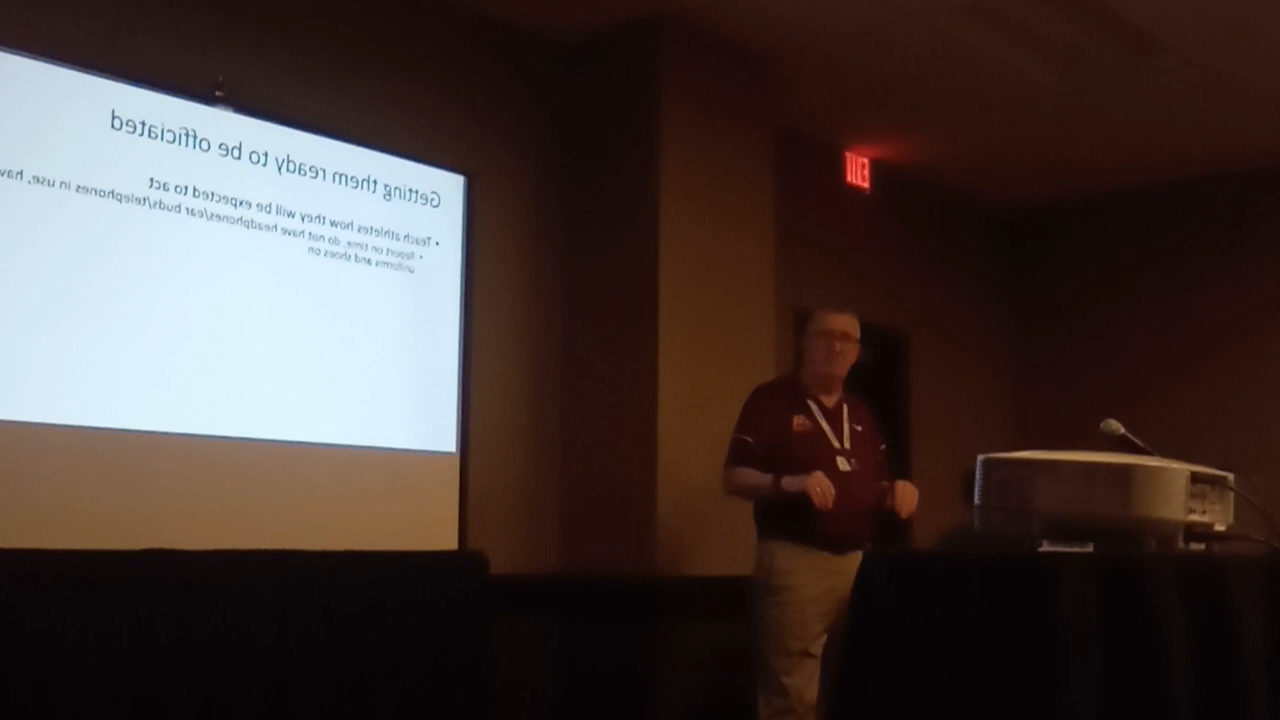 Getting them ready to be officiated
• Teach athletes how they will be expected to act
• Report on time, do not have headphones/ear buds/telephones in use, hav
uniforms and shoes on
EXIT